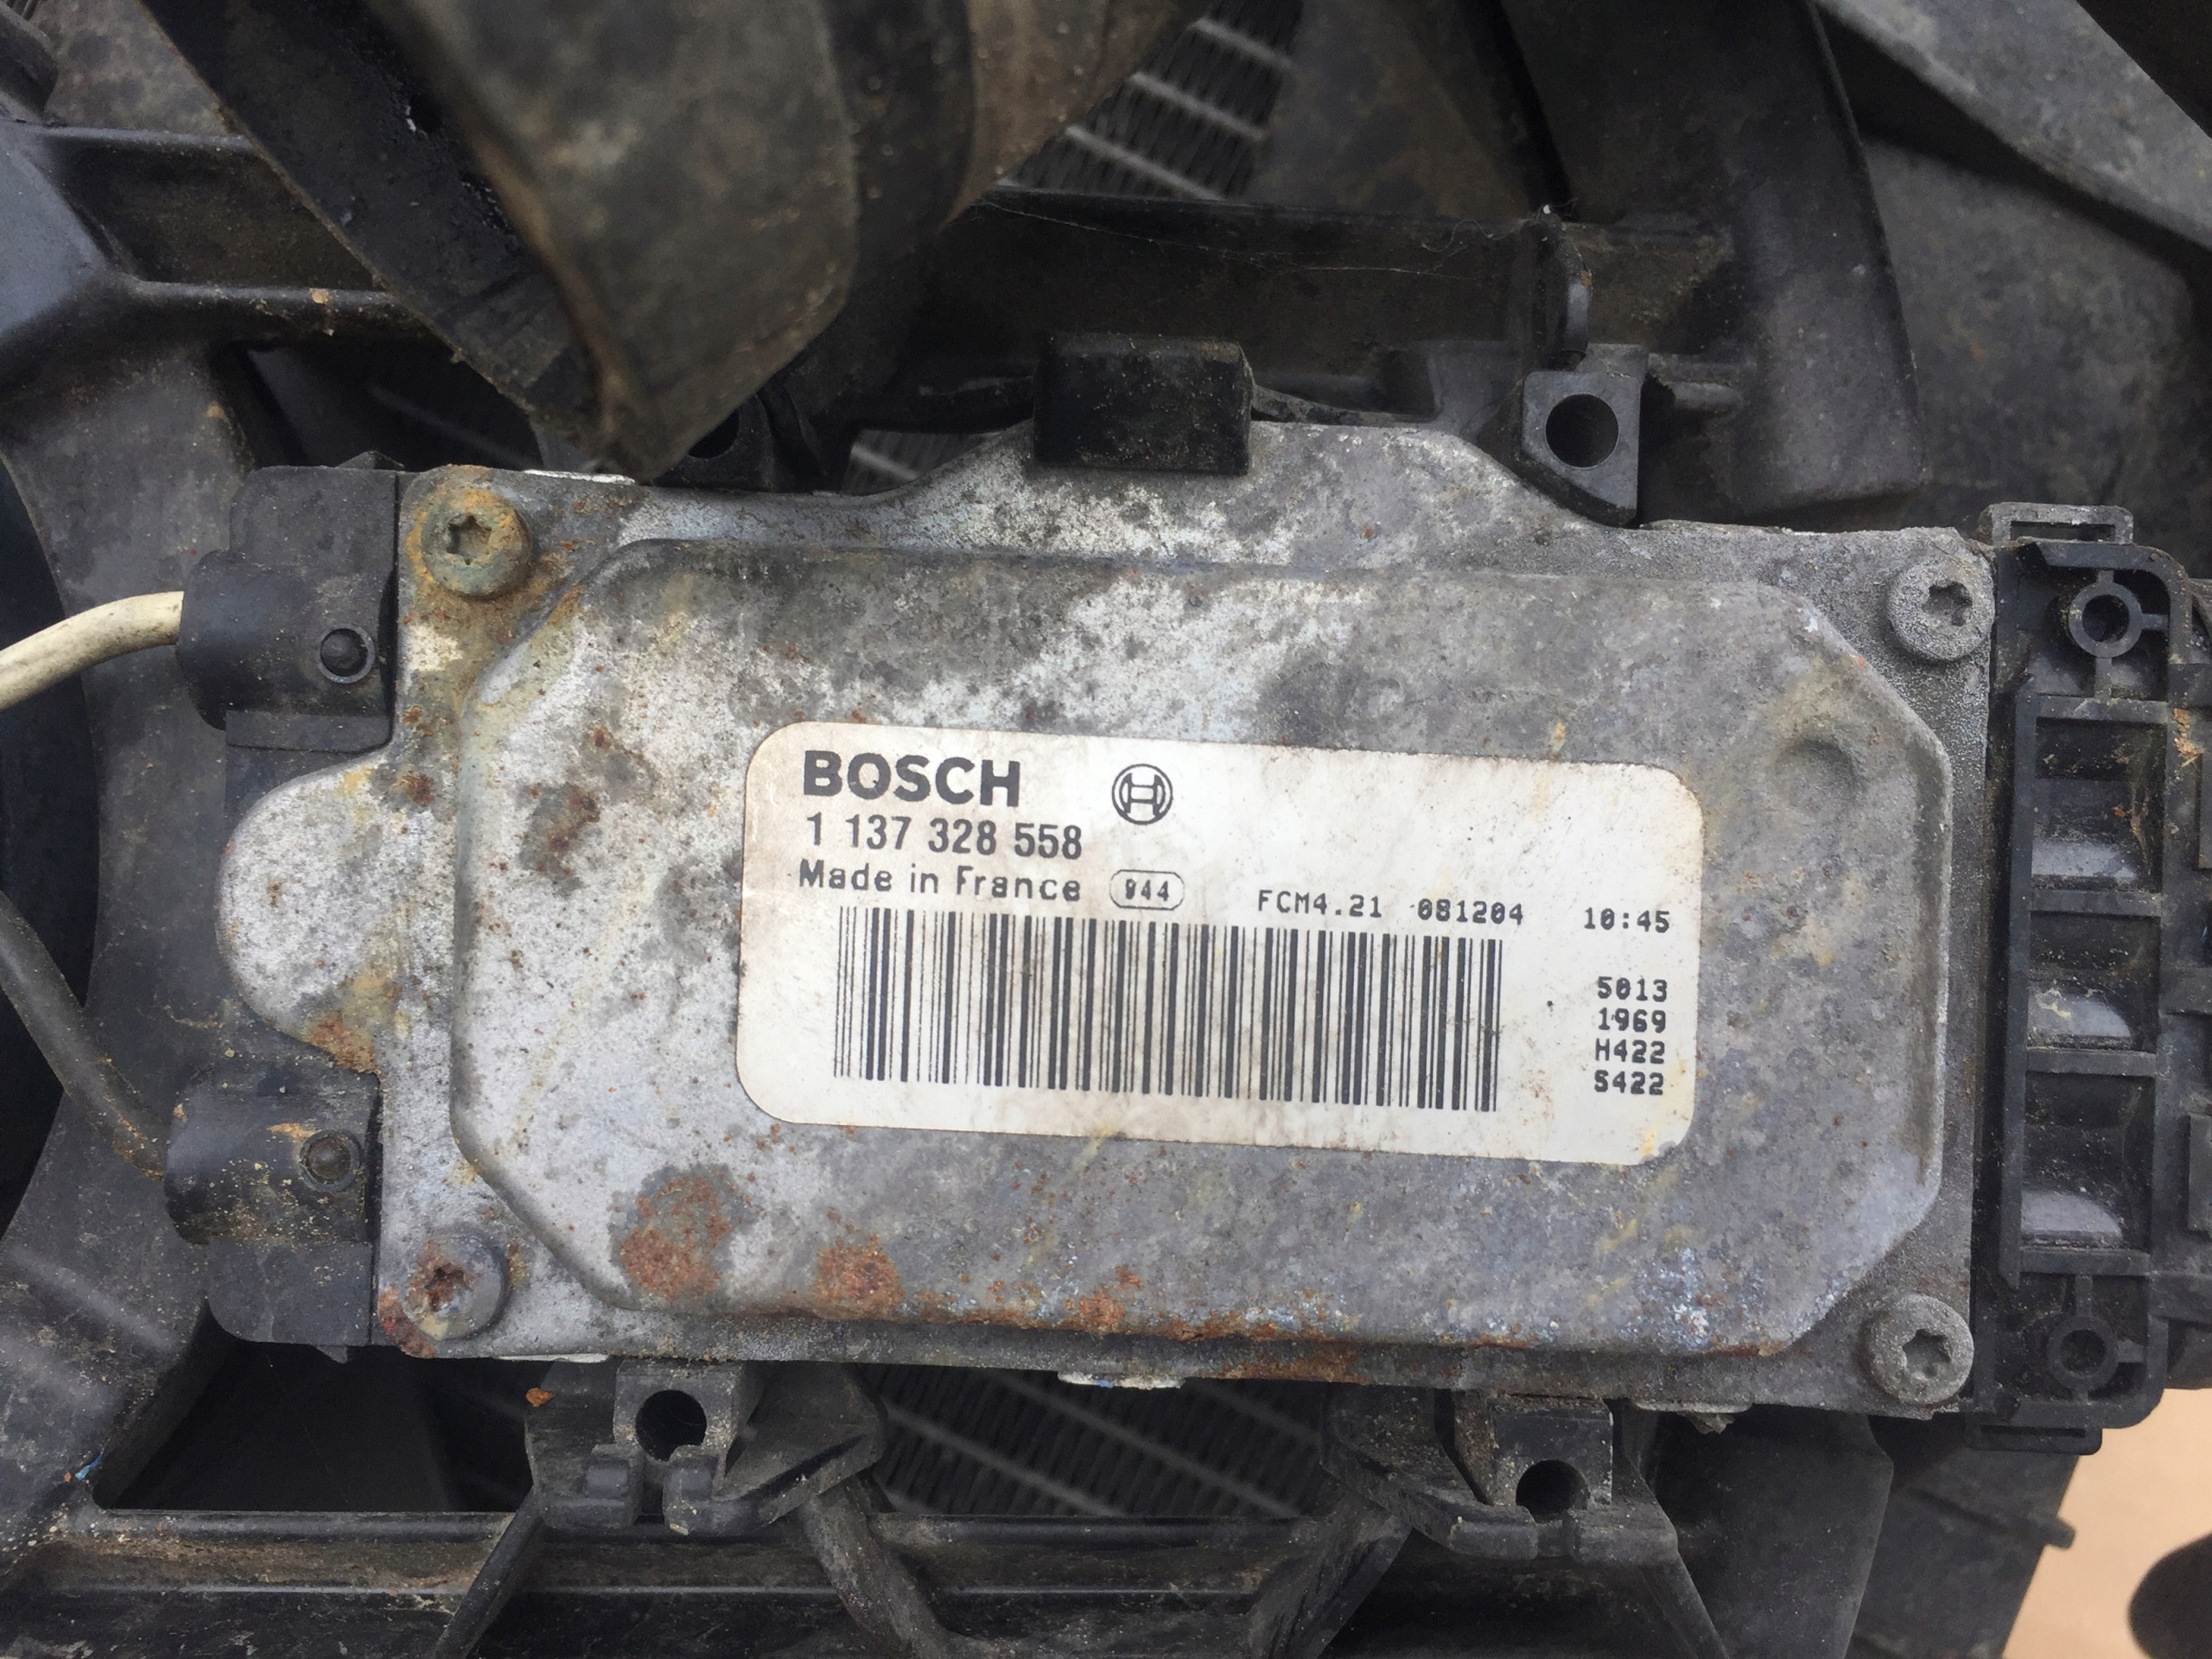 BOSCH
1 137 328 558
Made in France 944 FCM4.21 081204 10:45
5013
1969
H422
S422